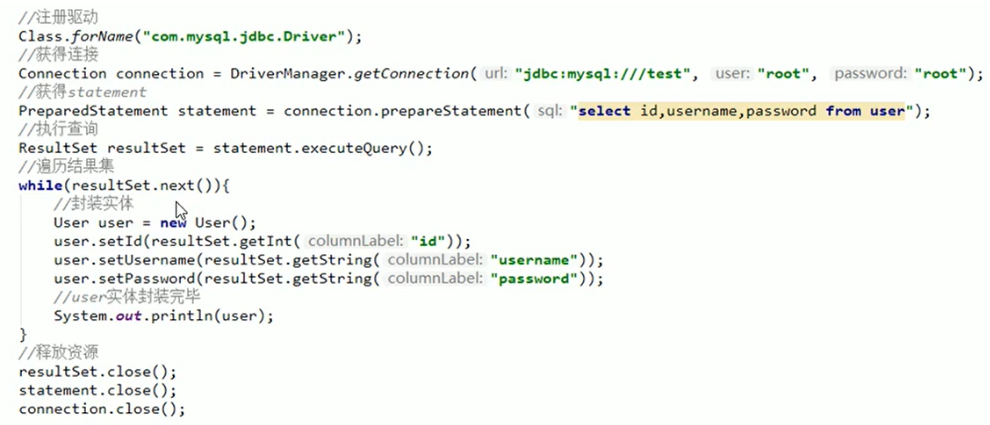 //注册驱动
Class.forName("com.mysql.jdbc.Driver");
//获得连接
Connection connection = DriverManager.getConnection( url: "jdbc:mysql:///test", user: "root", password: "root");
//获得statement
PreparedStatement statement = connection.prepareStatement( sql: "select id,username,password from user");
//执行查询
ResultSet resultSet = statement.executeQuery();
//遍历结果集
while(resultSet.next()){
//封装实体
User user = new User();
user.setId(resultSet.getInt( columnLabel: "id"));
user.setUsername(resultSet.getString( columnLabel: "username"));
user.setPassword(resultSet.getString( columnLabel: "password"));
//user实体封装完毕
System.out.println(user);
}
//释放资源
resultSet.close();
statement.close();
connection.close();